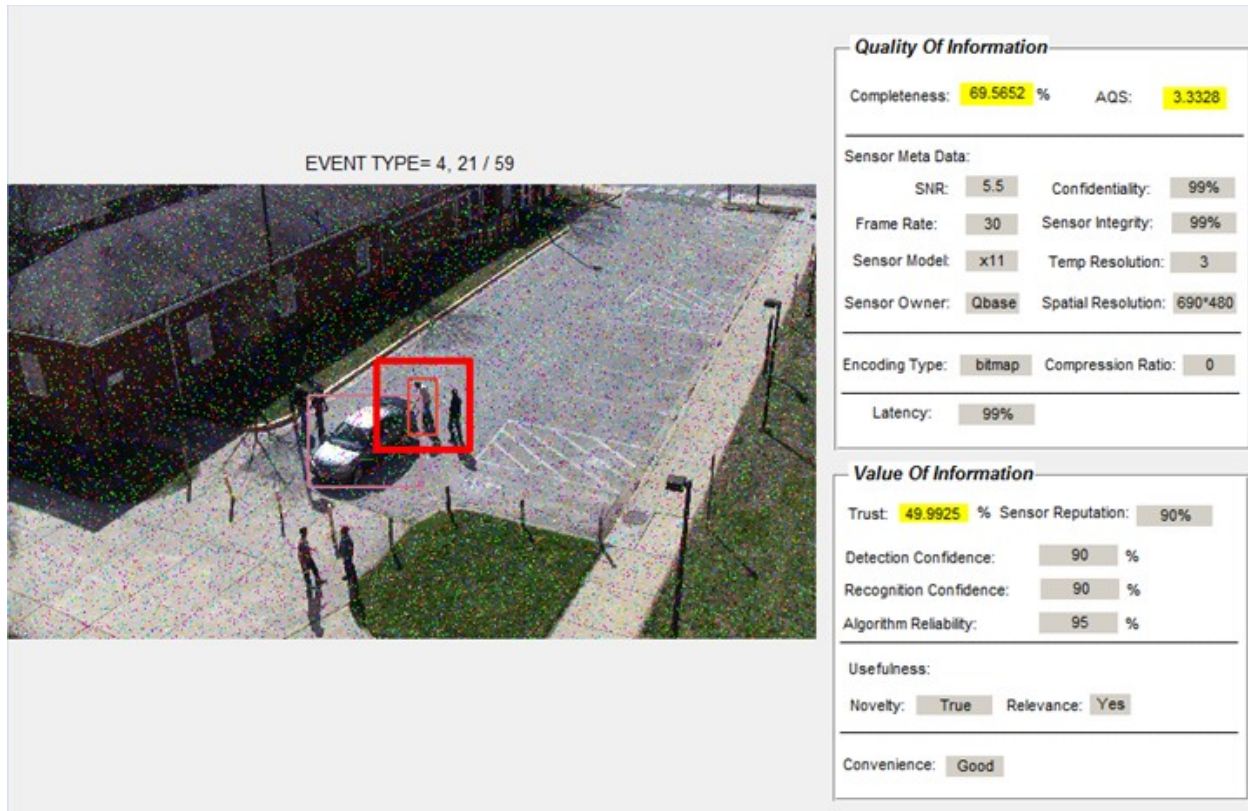 EVENT TYPE= 4, 21 / 59
Quality Of Information
Completeness: 69.5652 % AQS: 3.3328
Sensor Meta Data:
SNR: 5.5 Confidentiality: 99%
Frame Rate: 30 Sensor Integrity: 99%
Sensor Model: x11 Temp Resolution: 3
Sensor Owner: Qbase Spatial Resolution: 690*480
Encoding Type: bitmap Compression Ratio: 0
Latency: 99%
Value Of Information
Trust: 49.9925 % Sensor Reputation: 90%
Detection Confidence: 90 %
Recognition Confidence: 90 %
Algorithm Reliability: 95 %
Usefulness:
Novelty: True Relevance: Yes
Convenience: Good